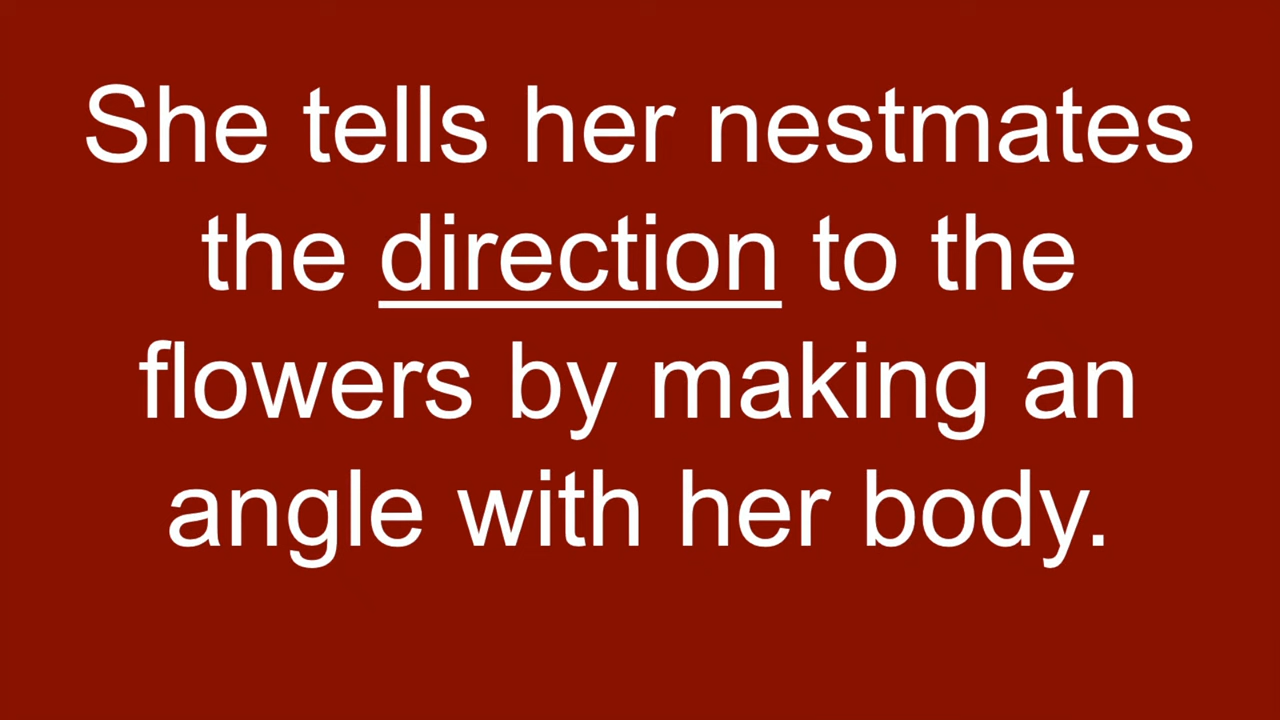 She tells her nestmates
the direction to the
flowers by making an
angle with her body.